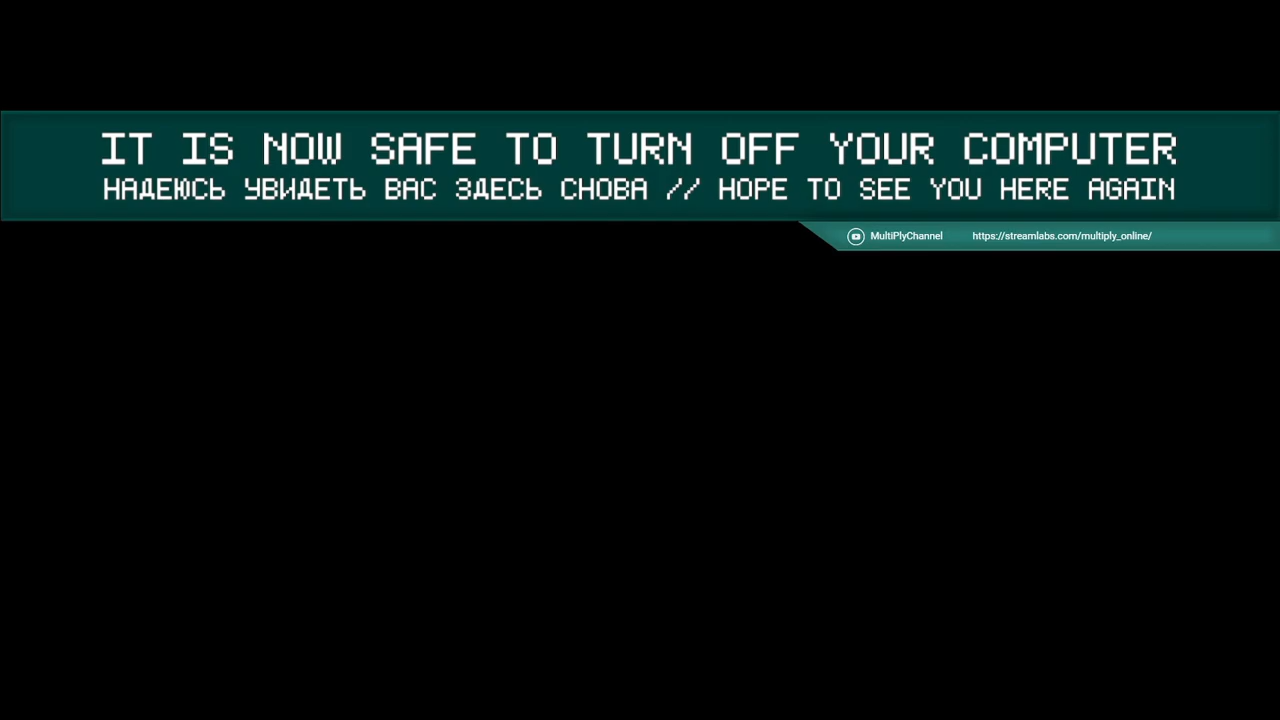 IT IS NOW SAFE TO TURN OFF YOUR COMPUTER
НАДЕЮСЬ УВИДЕТЬ ВАС ЗДЕСЬ СНОВА // HOPE TO SEE YOU HERE AGAIN
MultiPlyChannel https://streamlabs.com/multiply_online/